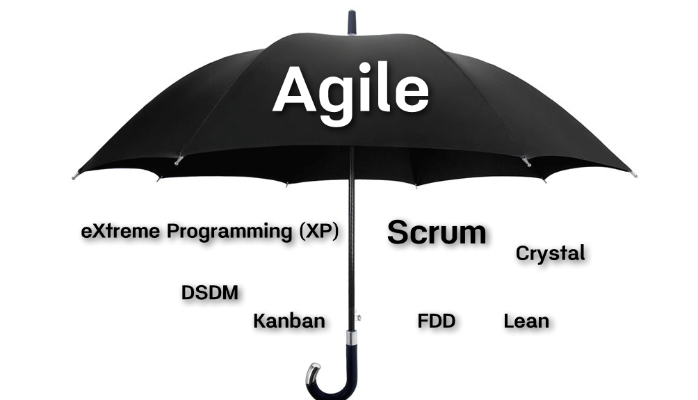 Agile
eXtreme Programming (XP)
Scrum
Crystal
DSDM
Kanban
FDD
Lean